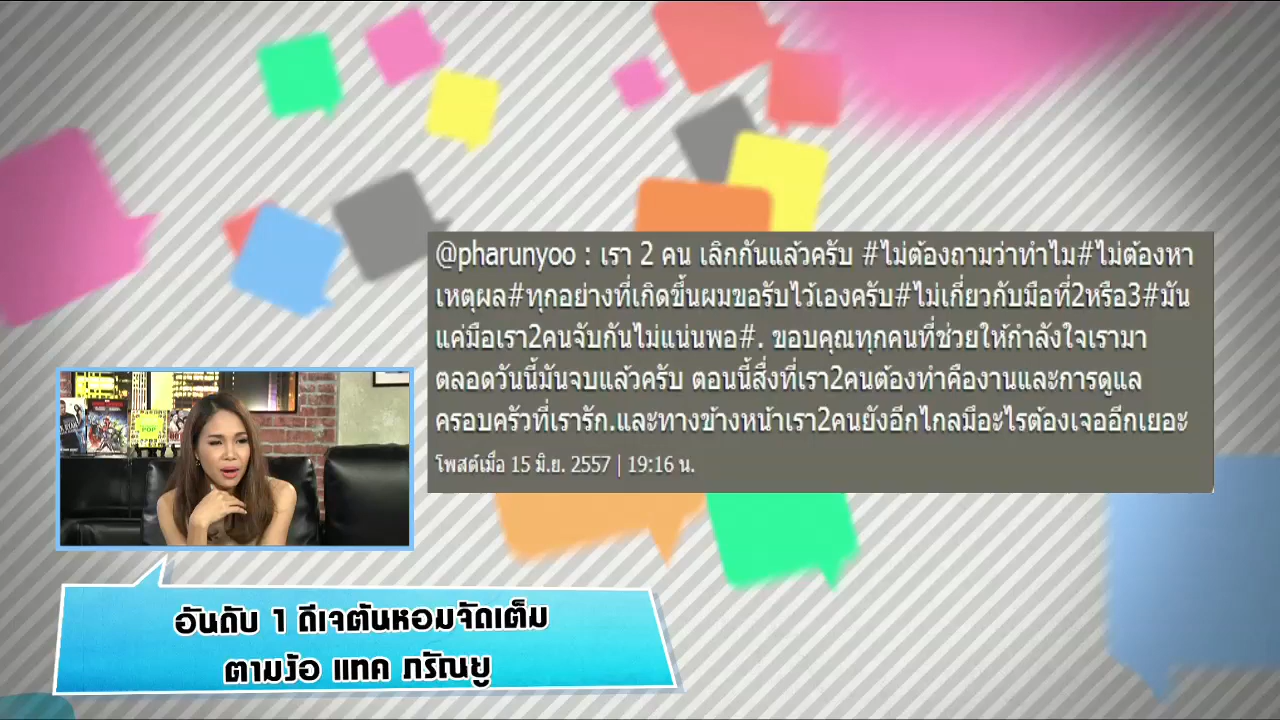 @pharunyoo : เรา 2 คน เลิกกันแล้วครับ #ไม่ต้องถามว่าทำไม#ไม่ต้องหา
เหตุผล#ทุกอย่างที่เกิดขึ้นผมขอรับไว้เองครับ#ไม่เกี่ยวกับมือที่2หรือ3#มัน
แค่มือเรา2คนจับกันไม่แน่นพอ#. ขอบคุณทุกคนที่ช่วยให้กำลังใจเรามา
ตลอดวันนี้มันจบแล้วครับ ตอนนี้สิ่งที่เรา2คนต้องทำคืองานและการดูแล
ครอบครัวที่เรารัก.และทางข้างหน้าเรา2คนยังอีกไกลมีอะไรต้องเจออีกเยอะ
โพสต์เมื่อ 15 มิ.ย. 2557 | 19:16 น.
POP
อันดับ 1 ดีเจต้นหอมจัดเต็ม
ตามง้อ แทค ภรัณยู